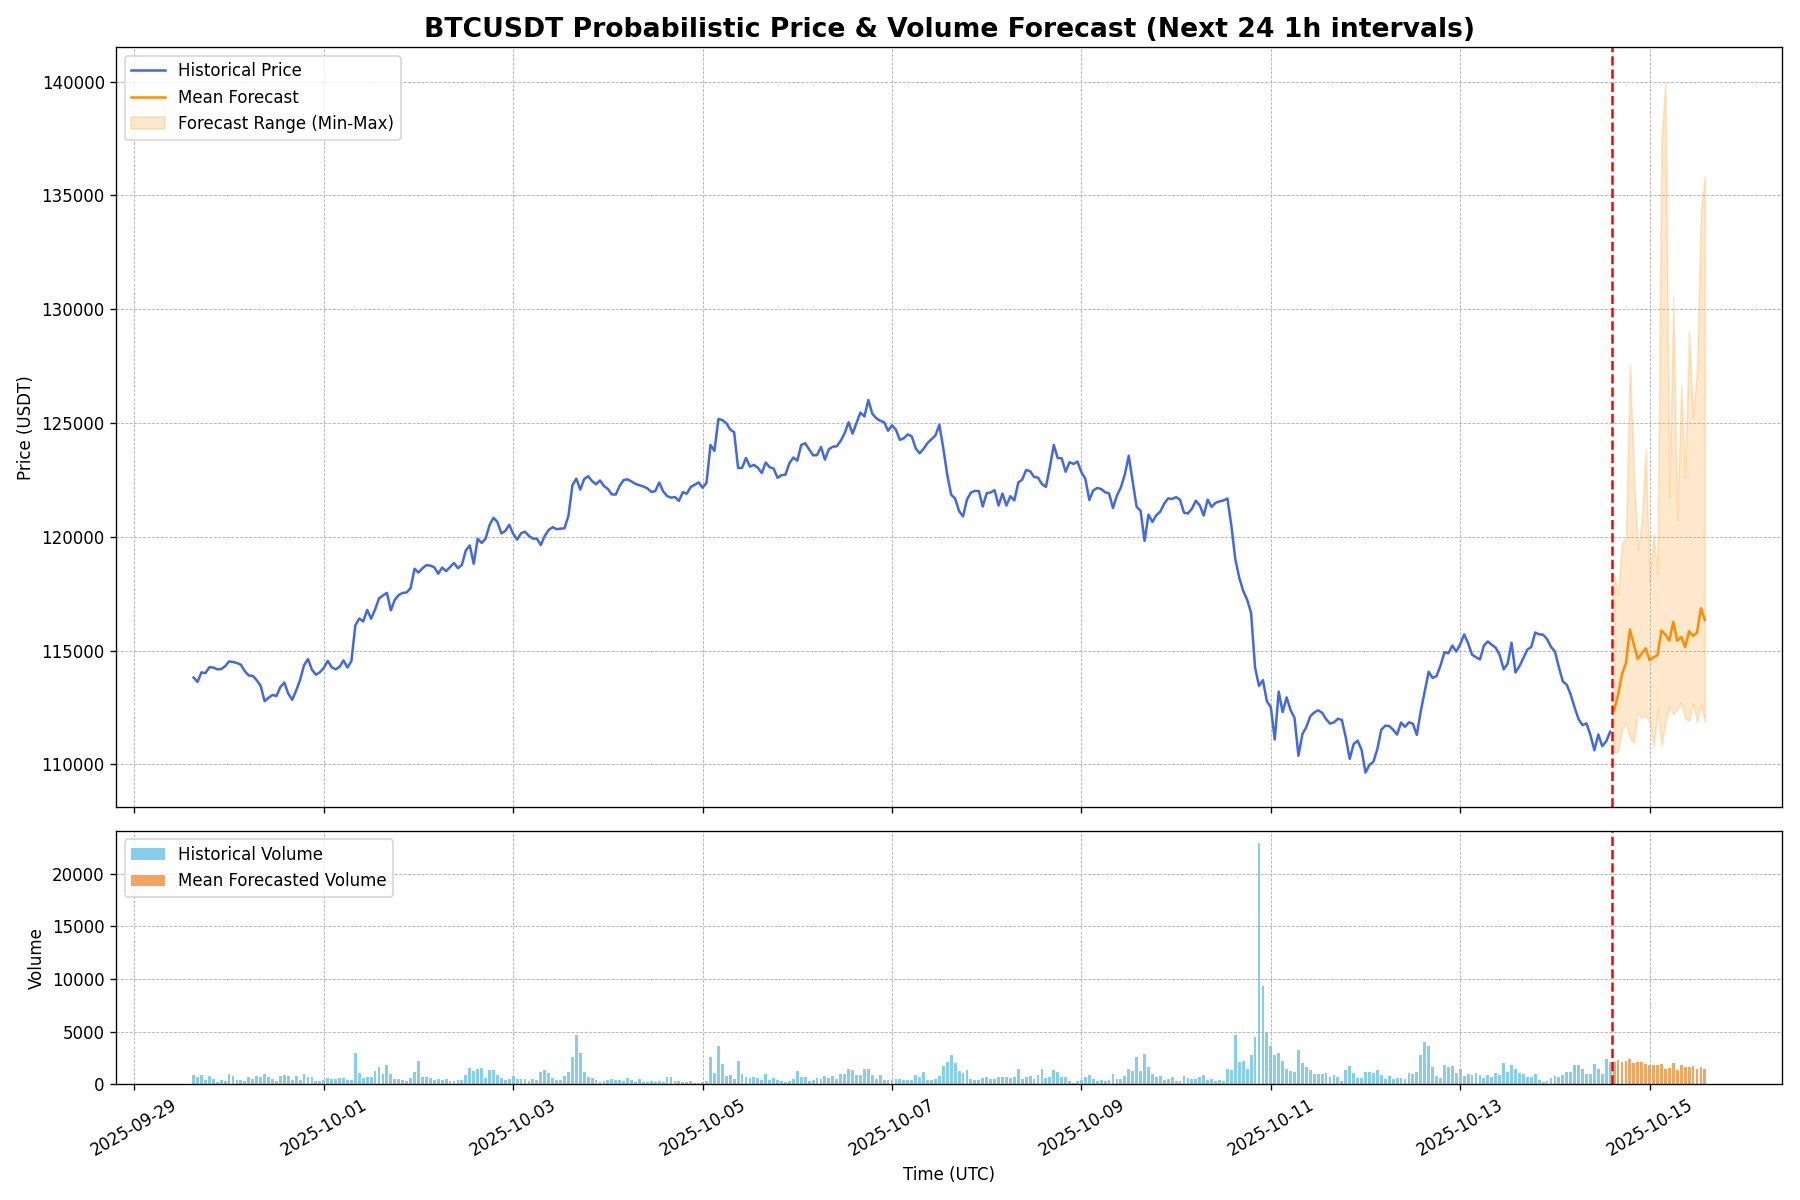 BTCUSDT Probabilistic Price & Volume Forecast (Next 24 1h intervals)
Historical Price
Mean Forecast
Forecast Range (Min-Max)
140000
135000
130000
125000
120000
115000
110000
Price (USDT)
Historical Volume
Mean Forecasted Volume
20000
15000
10000
5000
0
Volume
2025-09-29
2025-10-01
2025-10-03
2025-10-05
2025-10-07
2025-10-09
2025-10-11
2025-10-13
2025-10-15
Time (UTC)